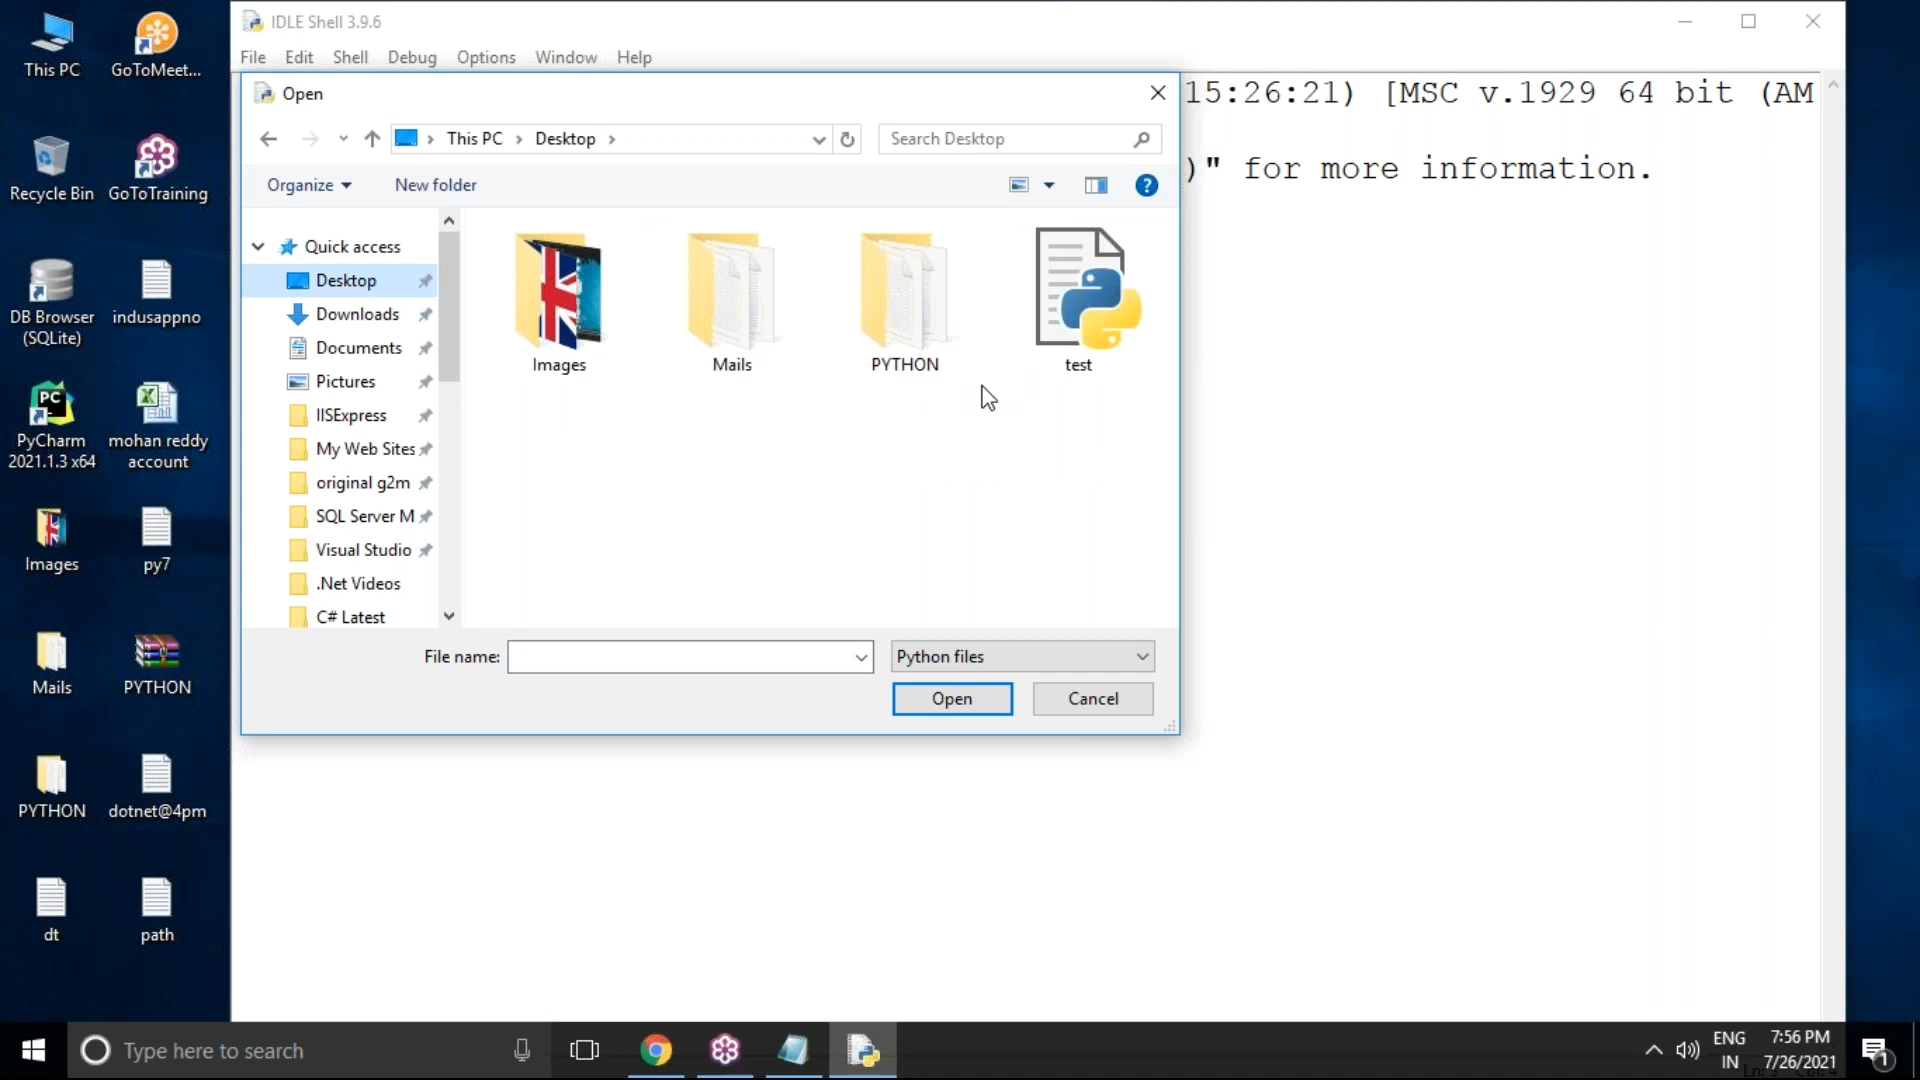 This PC
GoToMeet...
Recycle Bin
GoToTraining
DB Browser
(SQLite)
indusappno
PyCharm
2021.1.3 x64
mohan reddy
account
Images
py7
Mails
PYTHON
PYTHON
dotnet@4pm
dt
path
IDLE Shell 3.9.6
File Edit Shell Debug Options Window Help
15:26:21) [MSC v.1929 64 bit (AM
)" for more information.
Open
This PC Desktop
Search Desktop
Organize New folder
Quick access
Desktop
Downloads
Documents
Pictures
IISExpress
My Web Sites
original g2m
SQL Server M
Visual Studio
.Net Videos
C# Latest
Images
Mails
PYTHON
test
File name:
Python files
Open
Cancel
Type here to search
ENG
IN
7:56 PM
7/26/2021
1